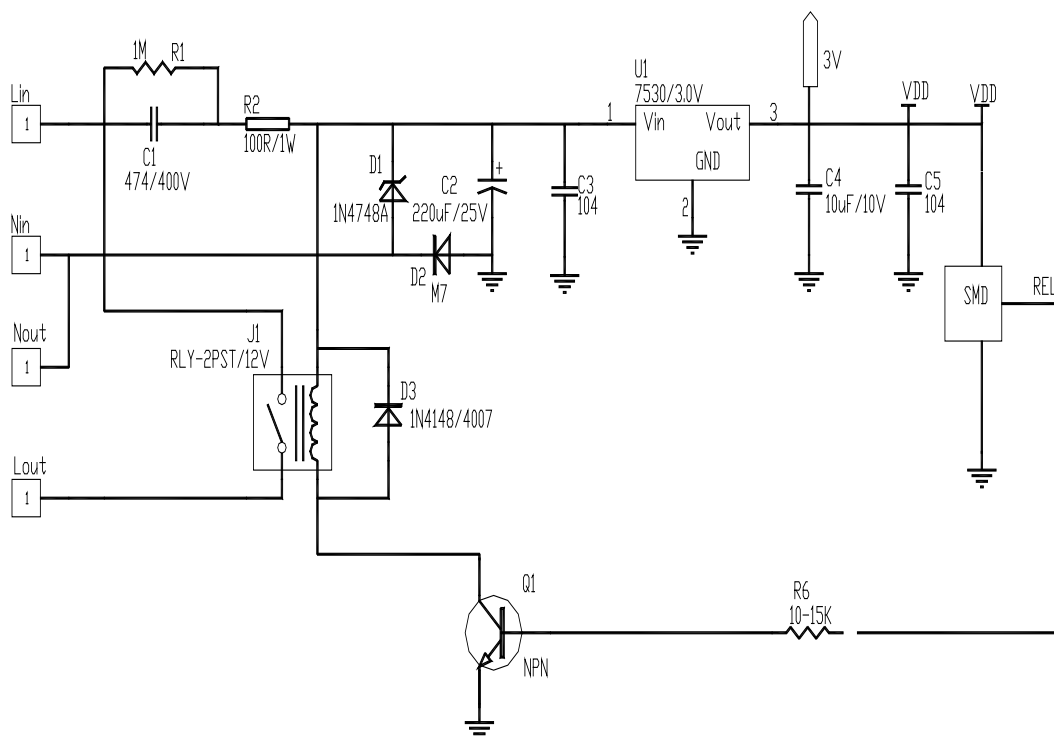 1M R1
3V
U1
7530/3.0V
Lin
1
R2
100R/1W
C1
474/400V
1
Vin
Vout
GND
3
2
VDD
VDD
D1
1N4748A
C2
220uF/25V
+
C3
104
C4
10uF/10V
C5
104
Nin
1
D2
M7
SMD
REL
Nout
1
J1
RLY-2PST/12V
D3
1N4148/4007
Lout
1
Q1
NPN
R6
10-15K